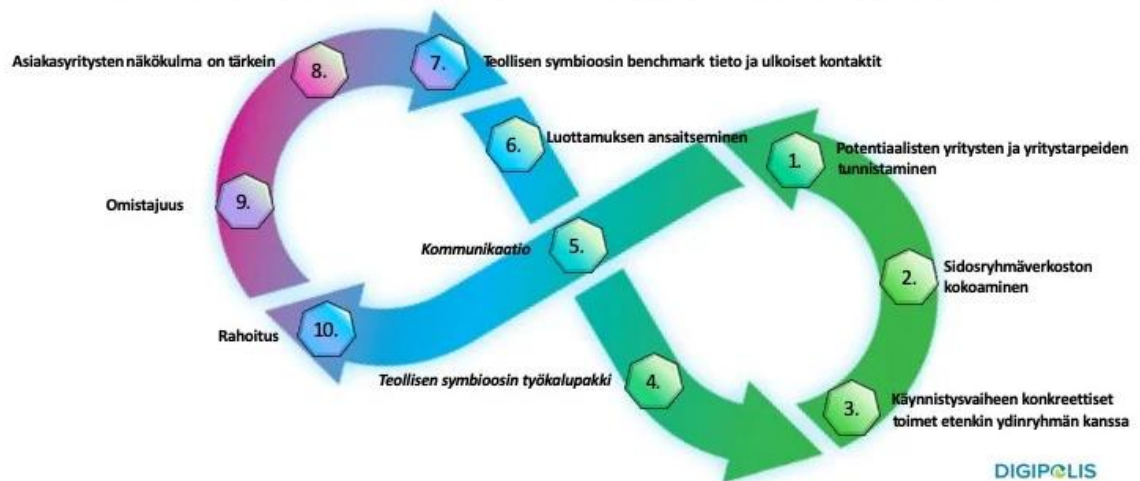 Asiakasyritysten näkökulma on tärkein
8.
7.
Teollisen symbioosin benchmark tieto ja ulkoiset kontaktit
6.
Luottamuksen ansaitseminen
1.
Potentiaalisten yritysten ja yritystarpeiden
tunnistaminen
Omistajuus
9.
Kommunikaatio
5.
2.
Sidosryhmäverkoston
kokoaminen
Rahoitus
10.
Teollisen symbioosin työkalupakki
4.
3.
Käynnistysvaiheen konkreettiset
toimet etenkin ydinryhmän kanssa
DIGIPOLIS